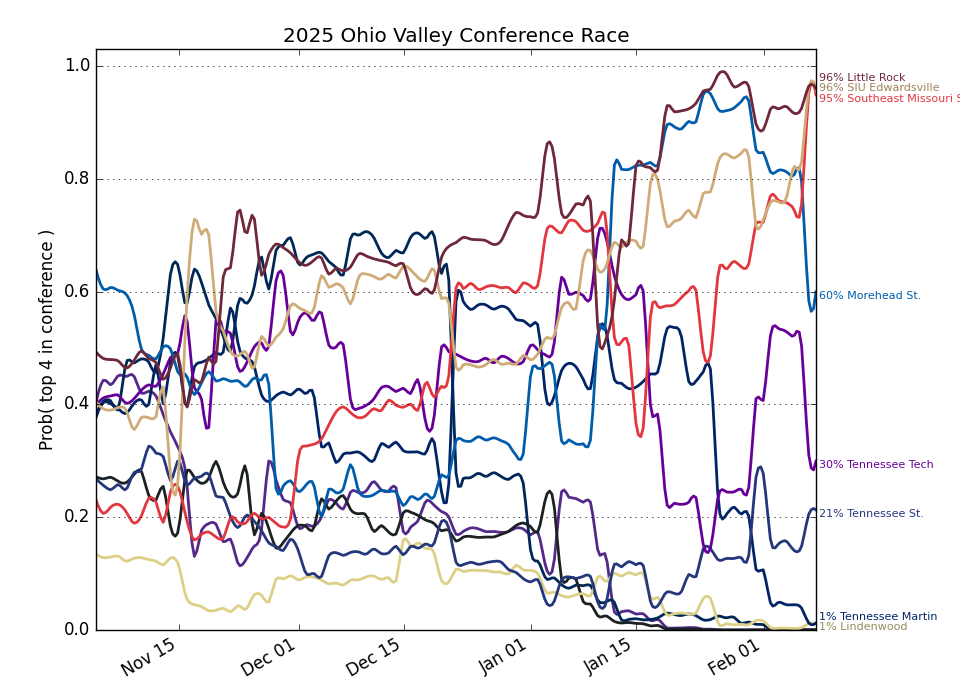 2025 Ohio Valley Conference Race
Prob( top 4 in conference )
1.0
0.8
0.6
0.4
0.2
0.0
Nov 15
Dec 01
Dec 15
Jan 01
Jan 15
Feb 01
96% Little Rock
96% SIU Edwardsville
95% Southeast Missouri S
60% Morehead St.
30% Tennessee Tech
21% Tennessee St.
1% Tennessee Martin
1% Lindenwood